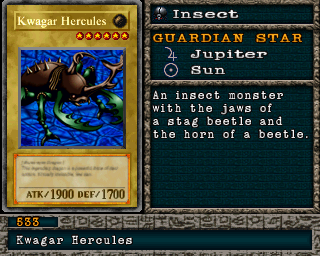 Kwagar Hercules
Insect
GUARDIAN STAR
Jupiter
Sun
An insect monster
with the jaws of
a stag beetle and
the horn of a beetle.
ATK/1900 DEF/1700
533
Kwagar Hercules